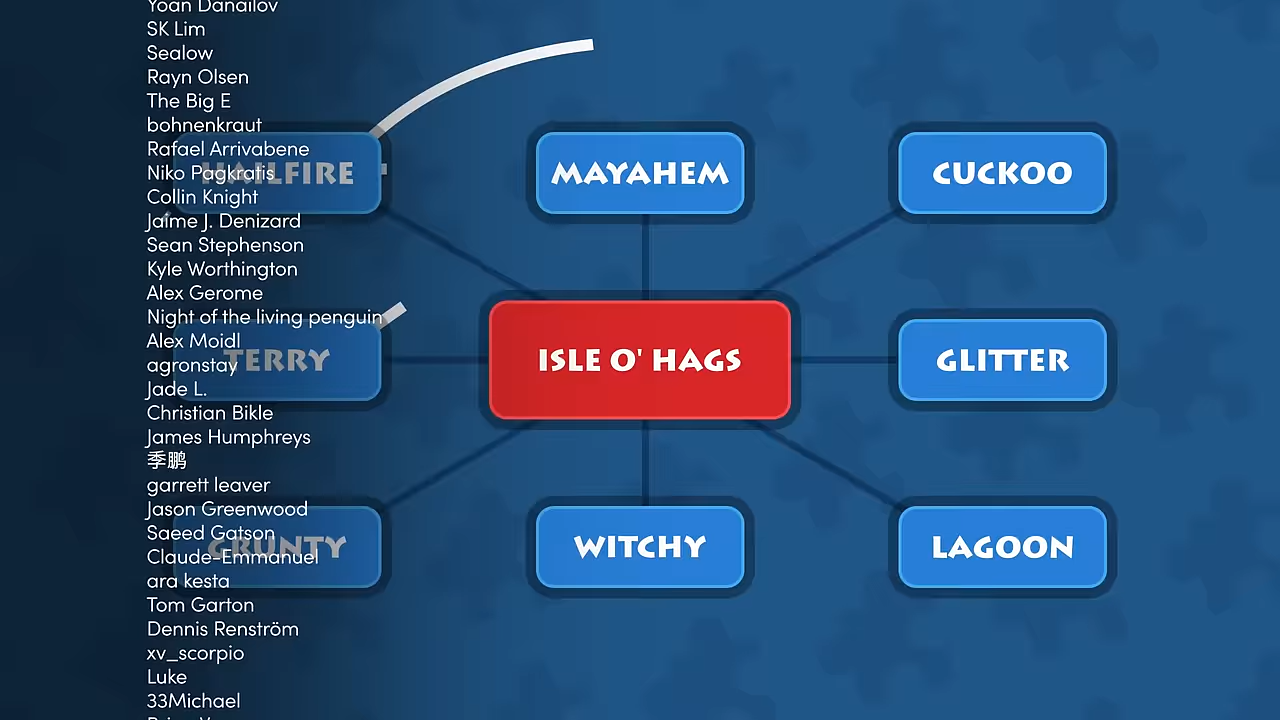 Yoan Danailov
SK Lim
Sealow
Rayn Olsen
The Big E
bohnenkraut
Rafael Arrivabene
Niko Pagkratis
Collin Knight
Jaime J. Denizard
Sean Stephenson
Kyle Worthington
Alex Gerome
Night of the living penguin
Alex Moidl
agronstay
Jade L.
Christian Bikle
James Humphreys
季鹏
garrett leaver
Jason Greenwood
Saeed Gatson
Claude-Emmanuel
ara kesta
Tom Garton
Dennis Renström
xv_scorpio
Luke
33Michael
HAILFIRE
MAYAHEM
CUCKOO
TERRY
ISLE O' HAGS
GLITTER
GRUNTY
WITCHY
LAGOON